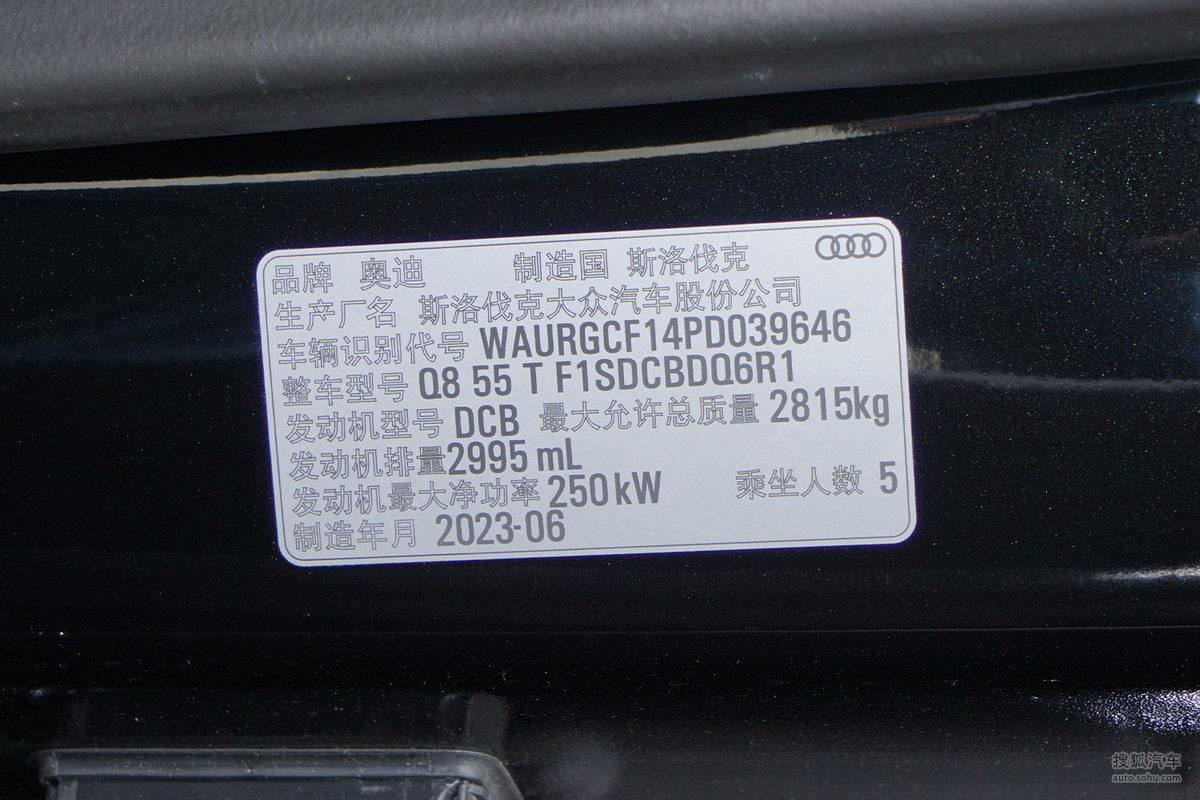 品牌 奥迪 制造国 斯洛伐克
生产厂名 斯洛伐克大众汽车股份公司
车辆识别代号 WAURGCF14PD039646
整车型号 Q8 55 T F1SDCBDQ6R1
发动机型号 DCB 最大允许总质量 2815kg
发动机排量2995 mL
发动机最大净功率 250 kW 乘坐人数 5
制造年月 2023-06
搜狐汽车
auto.sohu.com